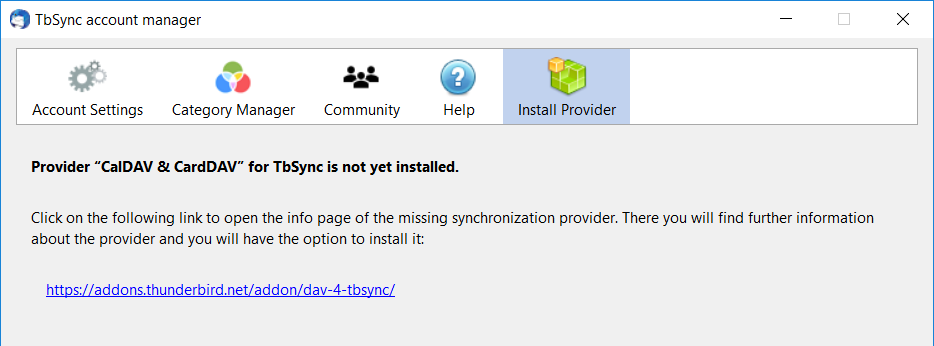 TbSync account manager
Account Settings
Category Manager
Community
Help
Install Provider
Provider “CalDAV & CardDAV” for TbSync is not yet installed.
Click on the following link to open the info page of the missing synchronization provider. There you will find further information
about the provider and you will have the option to install it:
https://addons.thunderbird.net/addon/dav-4-tbsync/